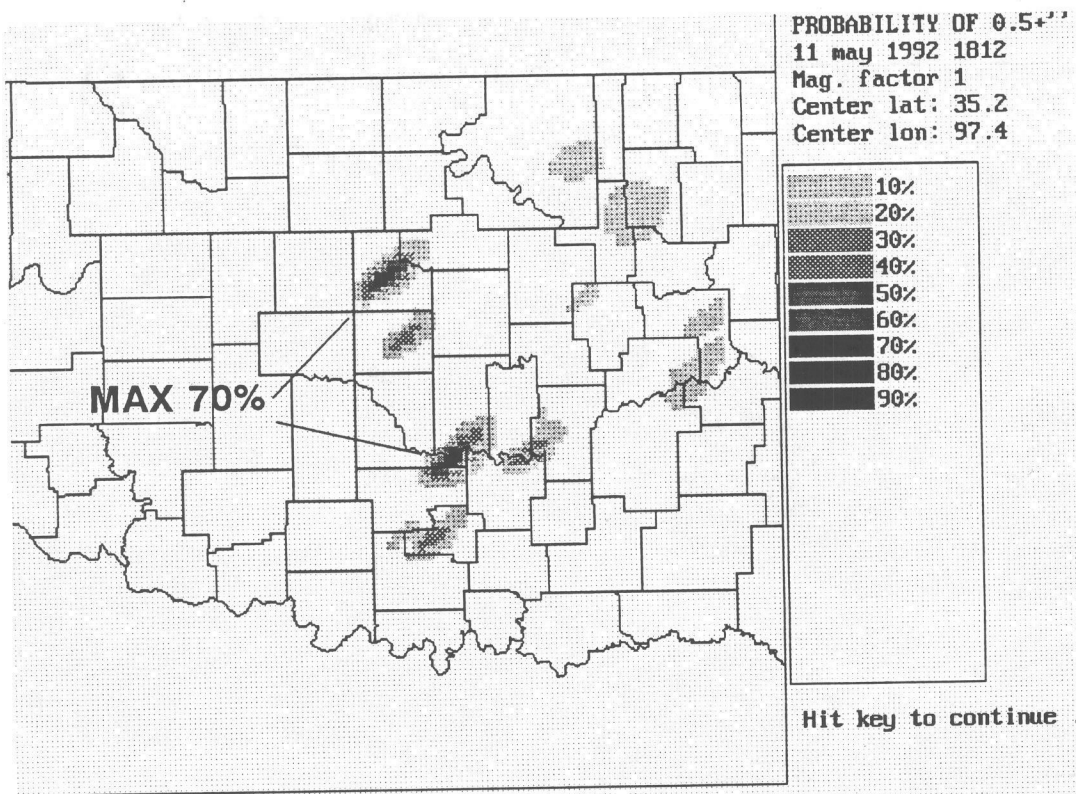 PROBABILITY OF 0.5+''
11 may 1992 1812
Mag. factor 1
Center lat: 35.2
Center lon: 97.4
10%
20%
30%
40%
50%
60%
70%
80%
90%
MAX 70%
Hit key to continue